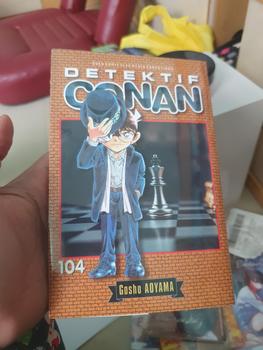 DETEKTIF
CONAN
104
Gosho AOYAMA